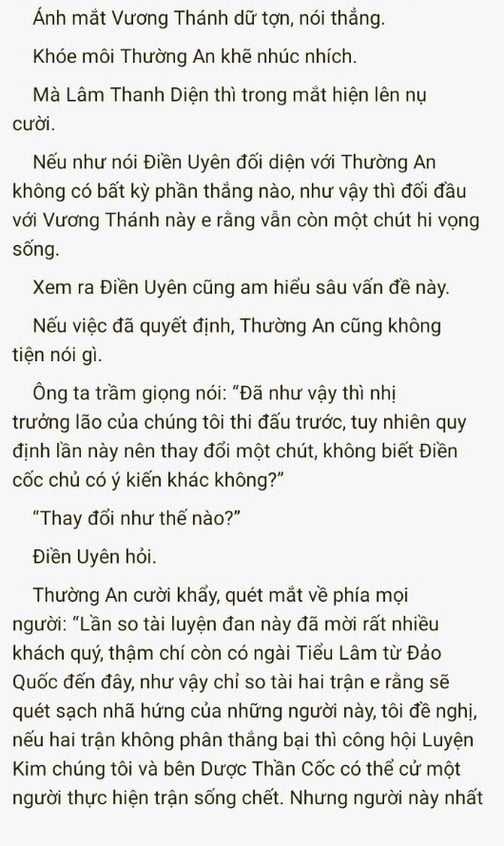 Ánh mắt Vương Thánh dữ tợn, nói thẳng.
Khóe môi Thường An khẽ nhúc nhích.
Mà Lâm Thanh Diện thì trong mắt hiện lên nụ
cười.
Nếu như nói Điền Uyên đối diện với Thường An
không có bất kỳ phần thắng nào, như vậy thì đối đầu
với Vương Thánh này e rằng vẫn còn một chút hi vọng
sống.
Xem ra Điền Uyên cũng am hiểu sâu vấn đề này.
Nếu việc đã quyết định, Thường An cũng không
tiện nói gì.
Ông ta trầm giọng nói: “Đã như vậy thì nhị
trưởng lão của chúng tôi thi đấu trước, tuy nhiên quy
định lần này nên thay đổi một chút, không biết Điền
cốc chủ có ý kiến khác không?”
“Thay đổi như thế nào?”
Điền Uyên hỏi.
Thường An cười khẩy, quét mắt về phía mọi
người: “Lần so tài luyện đan này đã mời rất nhiều
khách quý, thậm chí còn có ngài Tiểu Lâm từ Đảo
Quốc đến đây, như vậy chỉ so tài hai trận e rằng sẽ
quét sạch nhã hứng của những người này, tôi đề nghị,
nếu hai trận không phân thắng bại thì công hội Luyện
Kim chúng tôi và bên Dược Thần Cốc có thể cử một
người thực hiện trận sống chết. Nhưng người này nhất